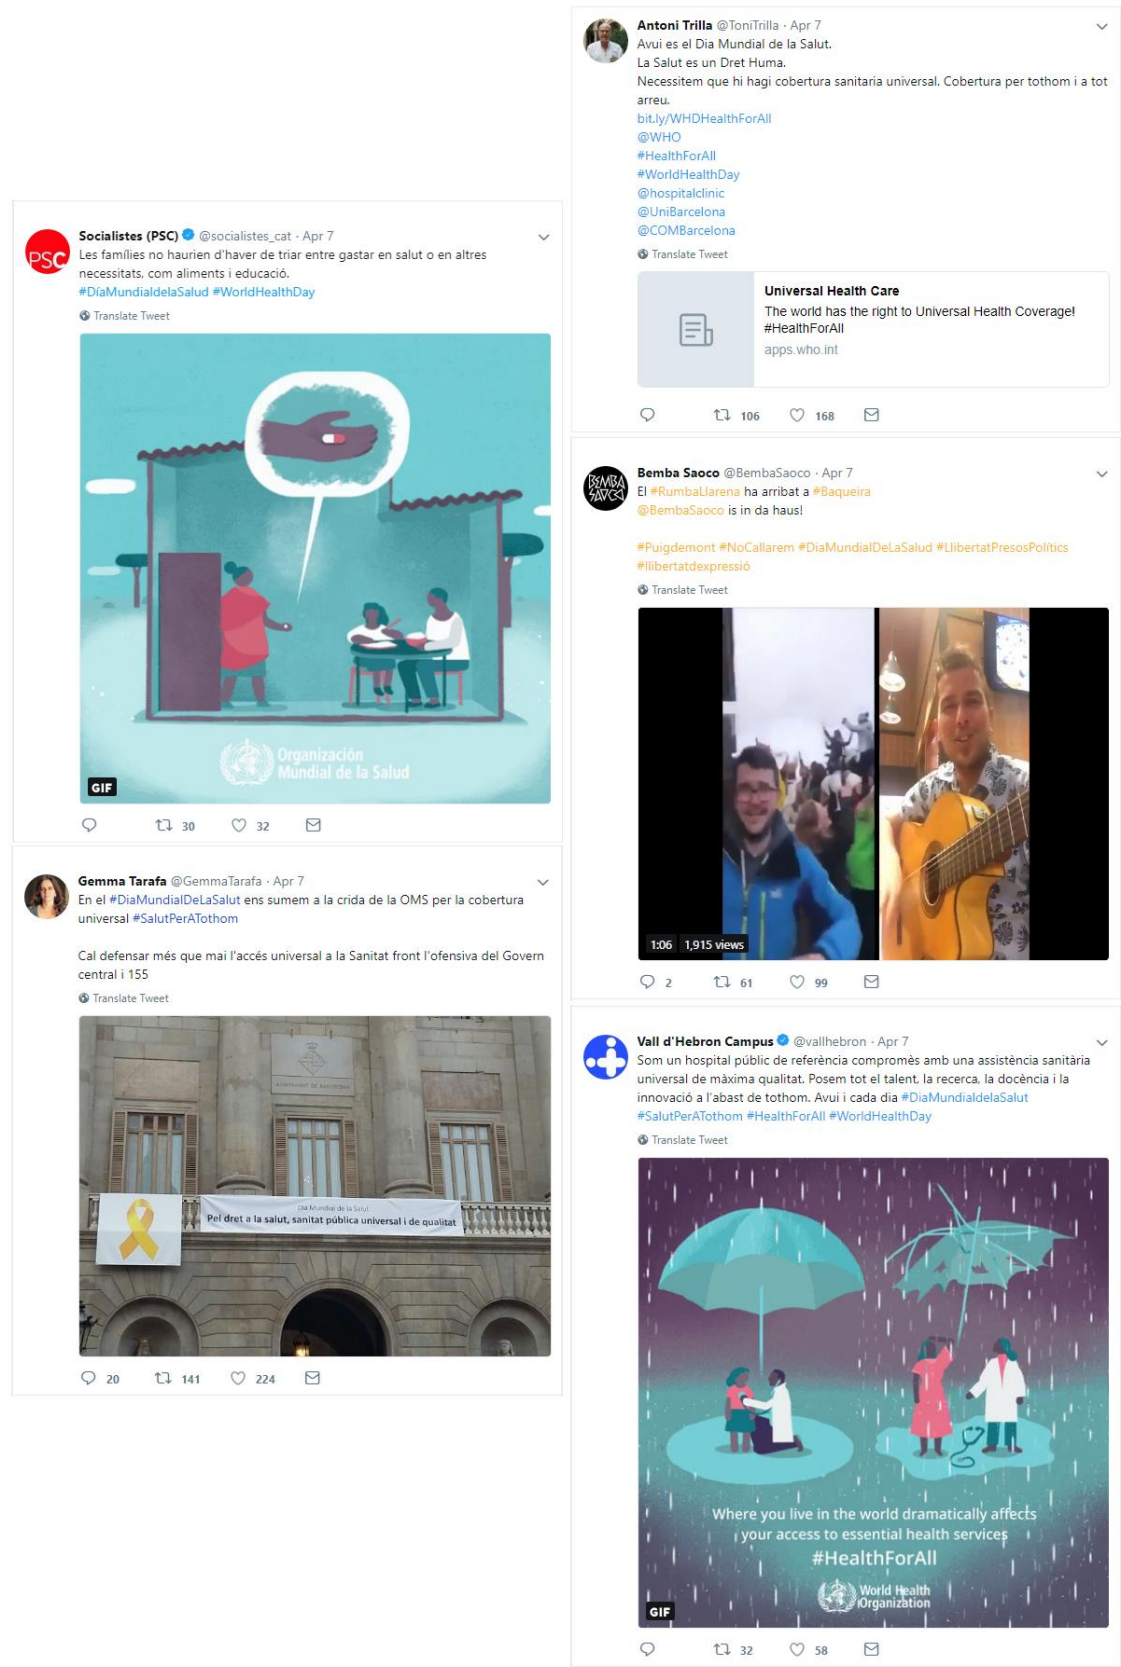 Socialistes (PSC) @socialistes_cat · Apr 7
PSC
Les famílies no haurien d'haver de triar entre gastar en salut o en altres
necessitats, com aliments i educació.
#DíaMundialdelaSalud #WorldHealthDay
Translate Tweet
Organización
Mundial de la Salud
GIF
30 32
Gemma Tarafa @GemmaTarafa · Apr 7
En el #DiaMundialDeLaSalut ens sumem a la crida de la OMS per la cobertura
universal #SalutPerATothom
Cal defensar més que mai l'accés universal a la Sanitat front l'ofensiva del Govern
central i 155
Translate Tweet
Dia Mundial de la Salut
Pel dret a la salut, sanitat pública universal i de qualitat
20 141 224
Antoni Trilla @ToniTrilla · Apr 7
Avui es el Dia Mundial de la Salut.
La Salut es un Dret Huma.
Necessitem que hi hagi cobertura sanitaria universal. Cobertura per tothom i a tot
arreu.
bit.ly/WHDHealthForAll
@WHO
#HealthForAll
#WorldHealthDay
@hospitalclinic
@UniBarcelona
@COMBarcelona
Translate Tweet
Universal Health Care
The world has the right to Universal Health Coverage!
#HealthForAll
apps.who.int
106 168
Bemba Saoco @BembaSaoco · Apr 7
BEMBA
SAOCO
El #RumbaLlarena ha arribat a #Baqueira
@BembaSaoco is in da haus!
#Puigdemont #NoCallarem #DiaMundialDeLaSalud #LlibertatPresosPolítics
#llibertatdexpressió
Translate Tweet
1:06 1,915 views
2 61 99
Vall d'Hebron Campus @vallhebron · Apr 7
Som un hospital públic de referència compromès amb una assistència sanitària
universal de màxima qualitat. Posem tot el talent, la recerca, la docència i la
innovació a l'abast de tothom. Avui i cada dia #DiaMundialdelaSalut
#SalutPerATothom #HealthForAll #WorldHealthDay
Translate Tweet
Where you live in the world dramatically affects
your access to essential health services
#HealthForAll
World Health
Organization
GIF
32 58